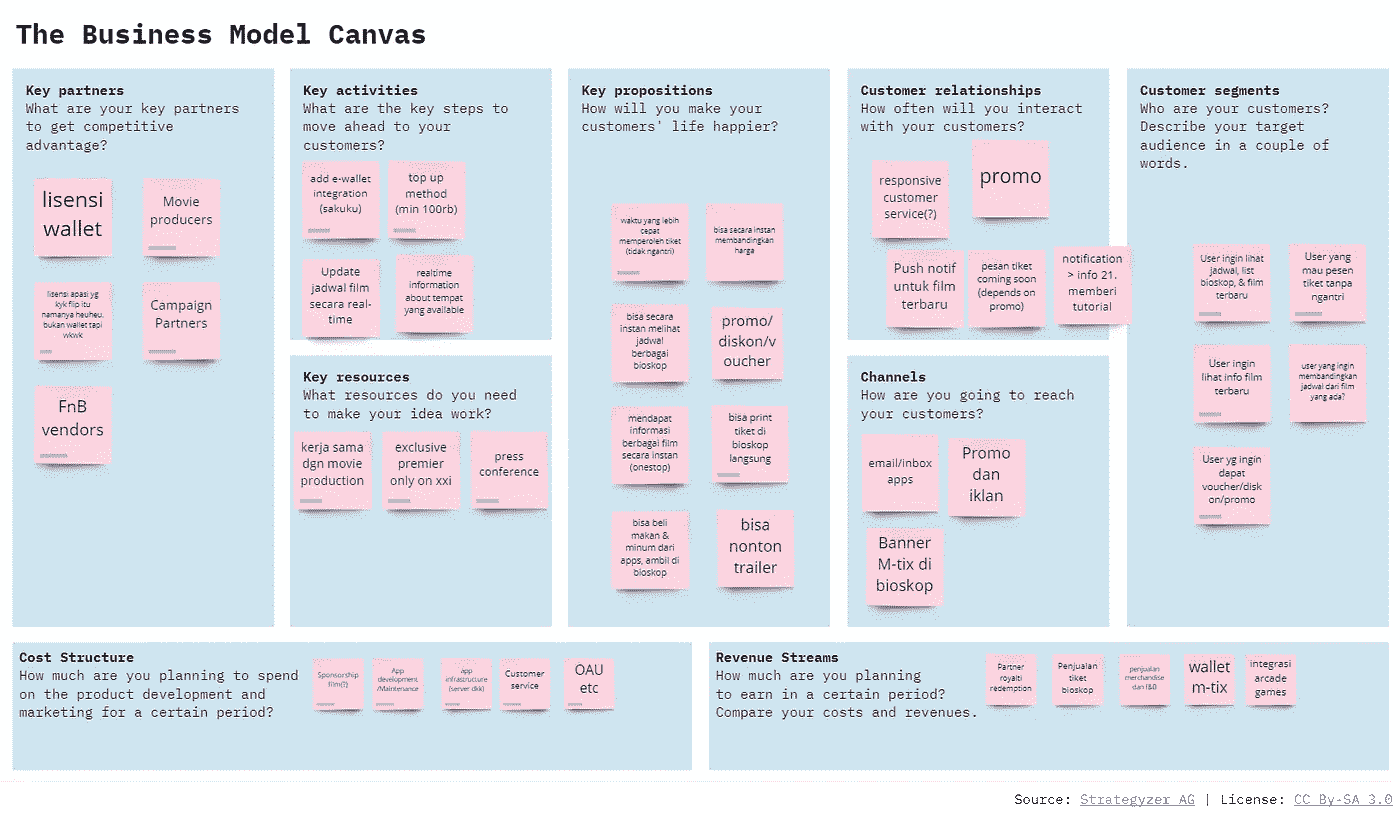 The Business Model Canvas
Key partners
What are your key partners
to get competitive
advantage?
lisensi
wallet
Movie
producers
lisensi apasi yg
kyk flip itu
namanya heuheu.
bukan wallet tapi
wkwk
Campaign
Partners
FnB
vendors
Key activities
What are the key steps to
move ahead to your
customers?
add e-wallet
integration
(sakuku)
top up
method
(min 100rb)
Update
jadwal film
secara real-
time
realtime
information
about tempat
yang available
Key resources
What resources do you need
to make your idea work?
kerja sama
dgn movie
production
exclusive
premier
only on xxi
press
conference
Key propositions
How will you make your
customers' life happier?
waktu yang lebih
cepat
memperoleh tiket
(tidak ngantri)
bisa secara instan
membandingkan
harga
bisa secara
instan melihat
jadwal
berbagai
bioskop
promo/
diskon/v
oucher
mendapat
informasi
berbagai film
secara instan
(onestop)
bisa print
tiket di
bioskop
langsung
bisa beli
makan &
minum dari
apps, ambil di
bioskop
bisa
nonton
trailer
Customer relationships
How often will you interact
with your customers?
responsive
customer
service(?)
promo
Push notif
untuk film
terbaru
pesan tiket
coming soon
(depends on
promo)
notification
> info 21.
memberi
tutorial
Channels
How are you going to reach
your customers?
email/inbox
apps
Promo
dan
iklan
Banner
M-tix di
bioskop
Customer segments
Who are your customers?
Describe your target
audience in a couple of
words.
User ingin lihat
jadwal, list
bioskop, & film
terbaru
User yang
mau pesen
tiket tanpa
ngantri
User ingin
lihat info film
terbaru
user yang ingin
membandingkan
jadwal dari film
yang ada?
User yg ingin
dapat
voucher/disk
on/promo
Cost Structure
How much are you planning to spend
on the product development and
marketing for a certain period?
Sponsorship
film(?)
App
development
/Maintenance
app
infrastructure
(server dkk)
Customer
service
OAU
etc
Revenue Streams
How much are you planning
to earn in a certain period?
Compare your costs and revenues.
Partner
royalti
redemption
Penjualan
tiket
bioskop
penjualan
merchandise
dan f&b
wallet
m-tix
integrasi
arcade
games
Source: Strategyzer AG | License: CC By-SA 3.0